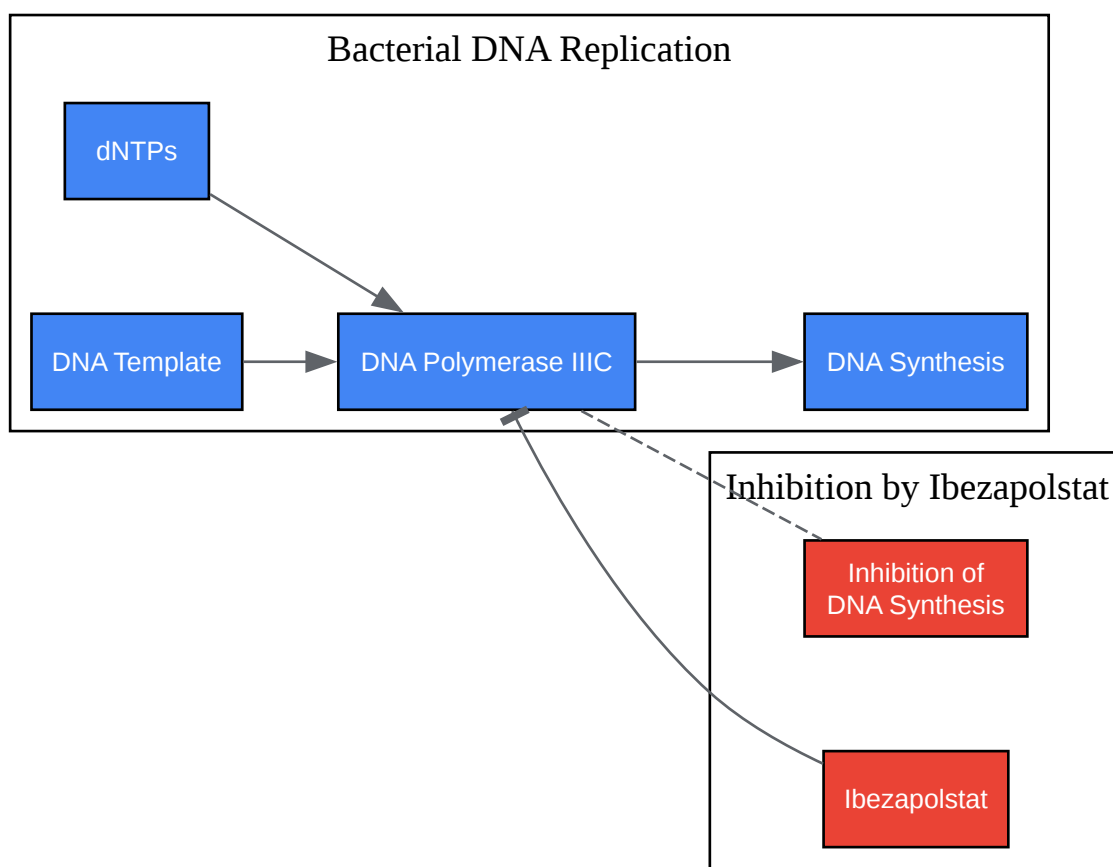 Bacterial DNA Replication
dNTPs
DNA Template
DNA Polymerase IIIC
DNA Synthesis
Inhibition by Ibezapolstat
Inhibition of
DNA Synthesis
Ibezapolstat